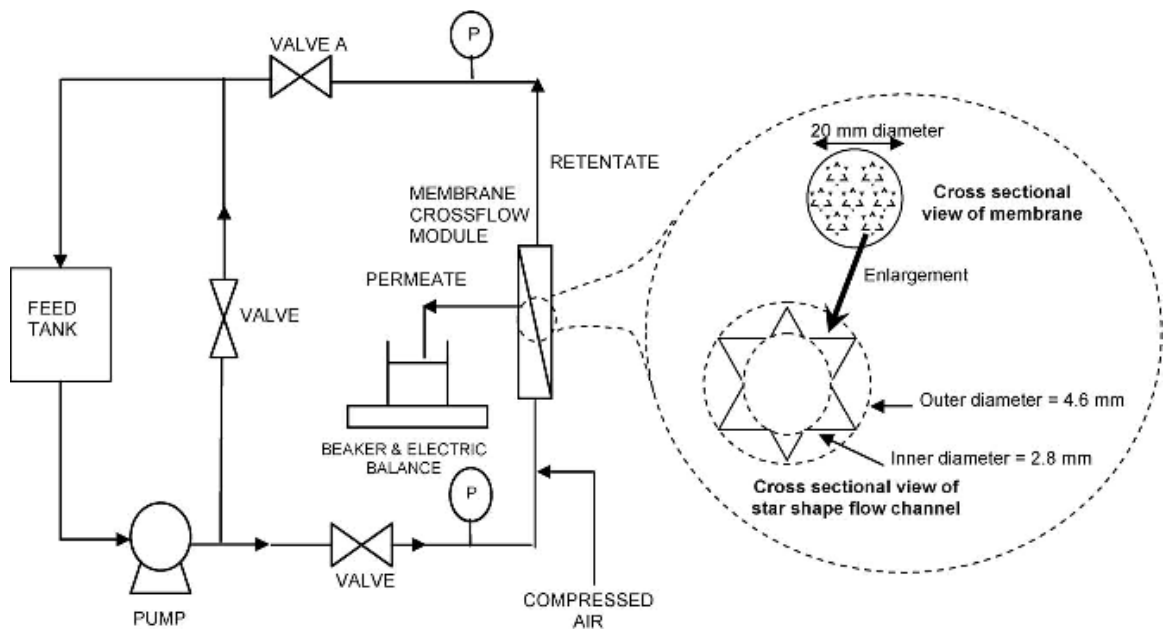 VALVE A
P
RETENTATE
MEMBRANE
CROSSFLOW
MODULE
PERMEATE
FEED
TANK
VALVE
BEAKER & ELECTRIC
BALANCE
P
VALVE
PUMP
COMPRESSED
AIR
20 mm diameter
Cross sectional
view of membrane
Enlargement
Outer diameter = 4.6 mm
Inner diameter = 2.8 mm
Cross sectional view of
star shape flow channel